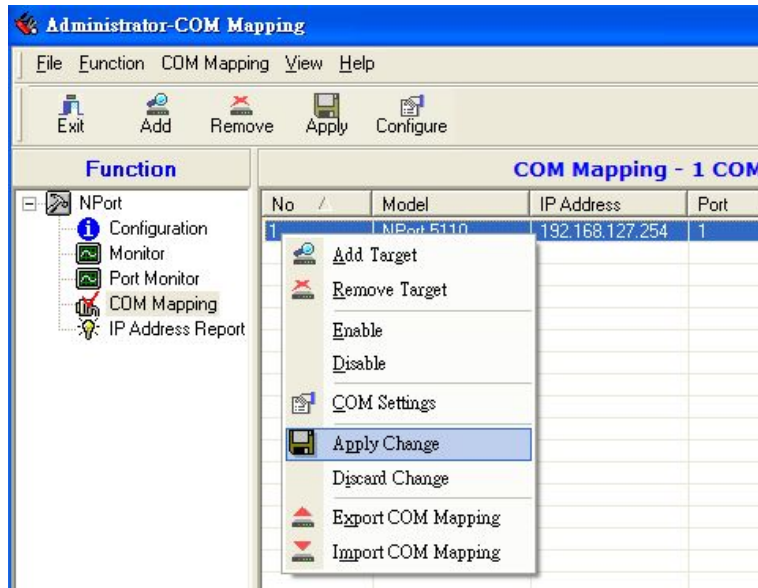 Administrator-COM Mapping
File Function COM Mapping View Help
Exit Add Remove Apply Configure
Function
COM Mapping - 1 COM
NPort
Configuration
Monitor
Port Monitor
COM Mapping
IP Address Report
No Model IP Address Port
1 NPort 5110 192.168.127.254 1
Add Target
Remove Target
Enable
Disable
COM Settings
Apply Change
Discard Change
Export COM Mapping
Import COM Mapping